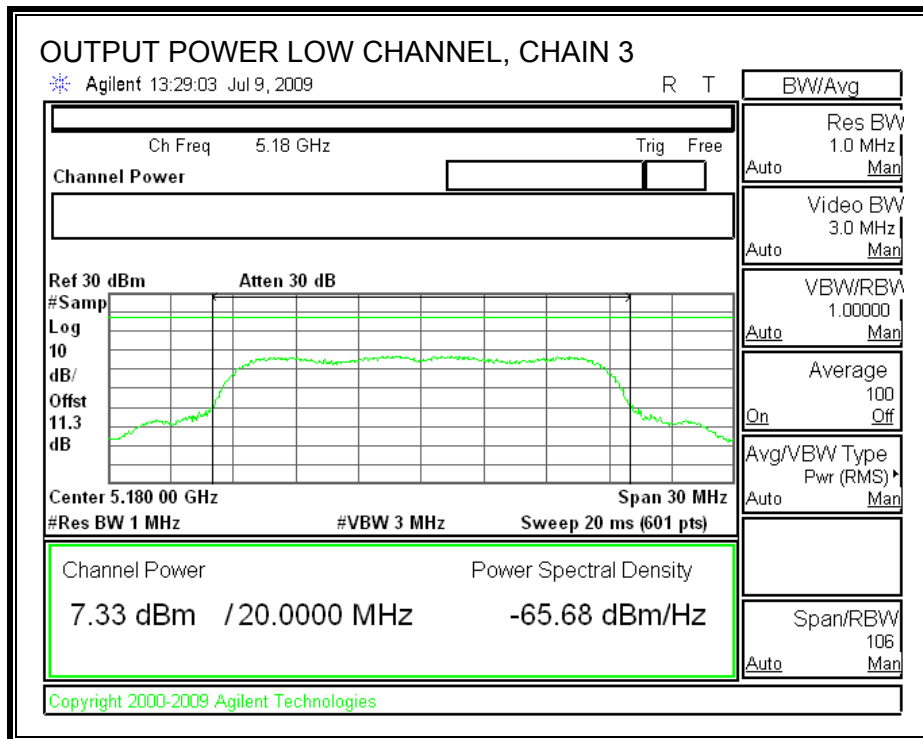 OUTPUT POWER LOW CHANNEL, CHAIN 3
Agilent 13:29:03 Jul 9, 2009
R T
Ch Freq 5.18 GHz
Trig Free
Channel Power
Ref 30 dBm
Atten 30 dB
#Samp
Log
10
dB/
Offst
11.3
dB
Center 5.180 00 GHz
Span 30 MHz
#Res BW 1 MHz
#VBW 3 MHz
Sweep 20 ms (601 pts)
Channel Power
Power Spectral Density
7.33 dBm /20.0000 MHz
-65.68 dBm/Hz
Copyright 2000-2009 Agilent Technologies
BW/Avg
Res BW
1.0 MHz
Auto Man
Video BW
3.0 MHz
Auto Man
VBW/RBW
1.00000
Auto Man
Average
100
On Off
Avg/VBW Type
Pwr (RMS)
Auto Man
Span/RBW
106
Auto Man